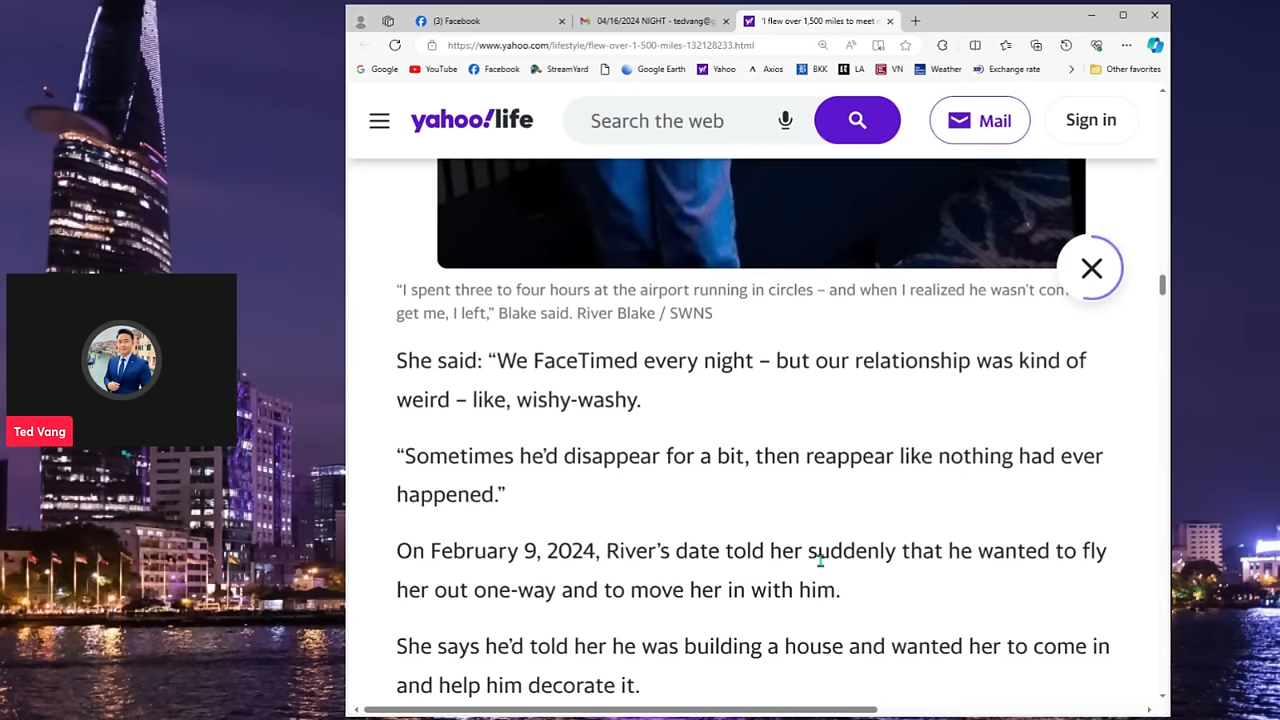 (3) Facebook
04/16/2024 NIGHT - tedvang@g
'I flew over 1,500 miles to meet
https://www.yahoo.com/lifestyle/flew-over-1-500-miles-132128233.html
Google YouTube Facebook StreamYard Google Earth Yahoo Axios BKK LA VN Weather Exchange rate Other favorites
yahoo!life
Search the web
Mail
Sign in
“I spent three to four hours at the airport running in circles – and when I realized he wasn't
get me, I left,” Blake said. River Blake / SWNS
She said: “We FaceTimed every night – but our relationship was kind of
weird – like, wishy-washy.
“Sometimes he’d disappear for a bit, then reappear like nothing had ever
happened.”
On February 9, 2024, River’s date told her suddenly that he wanted to fly
her out one-way and to move her in with him.
She says he’d told her he was building a house and wanted her to come in
and help him decorate it.
Ted Vang